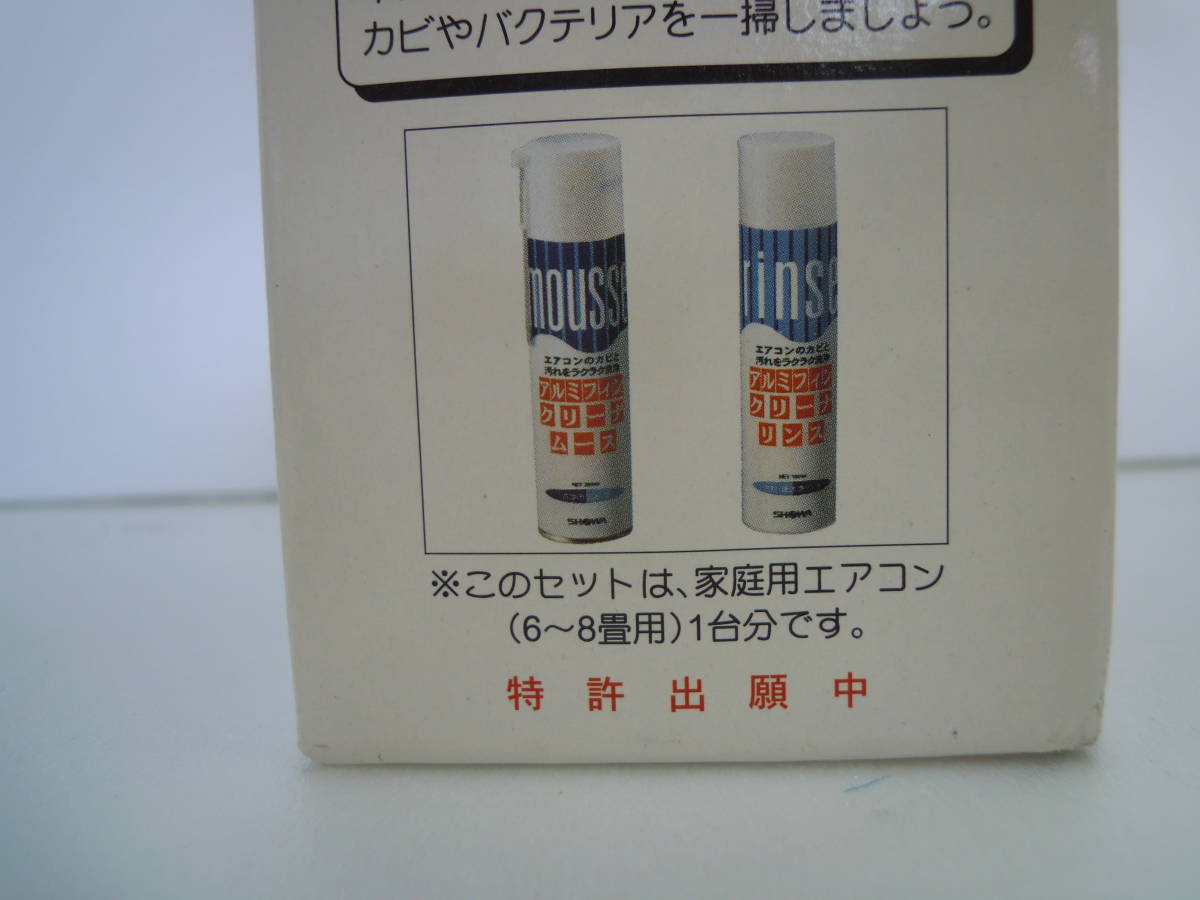 カビやバクテリアを一掃しましょう。
mousse
エアコンのカビと
汚れをラクラク洗浄
アルミフィン
クリーナ
ムース
SHOWA
rinse
エアコンのカビと
汚れをラクラク洗浄
アルミフィン
クリーナ
リンス
SHOWA
※このセットは、家庭用エアコン
(6〜8畳用)1台分です。
特許出願中